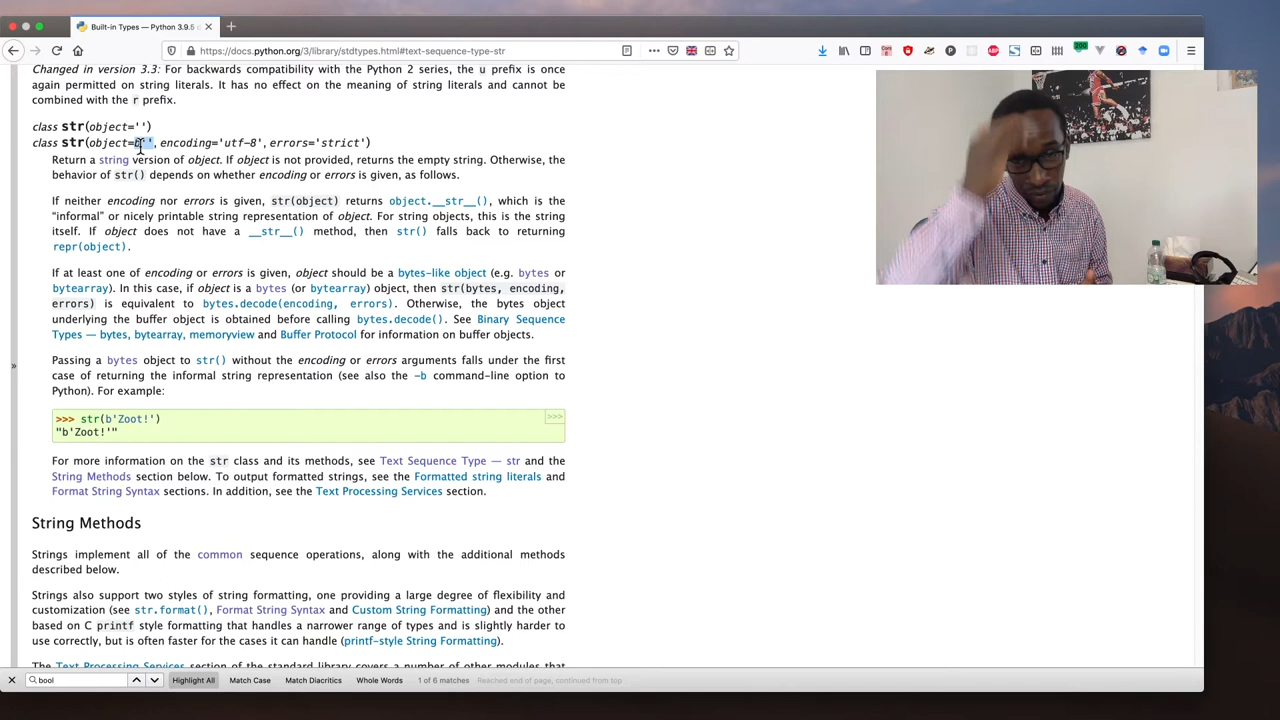 Built-in Types — Python 3.9.5
https://docs.python.org/3/library/stdtypes.html#text-sequence-type-str
200
ABP
Changed in version 3.3: For backwards compatibility with the Python 2 series, the u prefix is once
again permitted on string literals. It has no effect on the meaning of string literals and cannot be
combined with the r prefix.
class str(object='')
class str(object=b'', encoding='utf-8', errors='strict')
Return a string version of object. If object is not provided, returns the empty string. Otherwise, the
behavior of str() depends on whether encoding or errors is given, as follows.
If neither encoding nor errors is given, str(object) returns object.__str__(), which is the
“informal” or nicely printable string representation of object. For string objects, this is the string
itself. If object does not have a __str__() method, then str() falls back to returning
repr(object).
If at least one of encoding or errors is given, object should be a bytes-like object (e.g. bytes or
bytearray). In this case, if object is a bytes (or bytearray) object, then str(bytes, encoding,
errors) is equivalent to bytes.decode(encoding, errors). Otherwise, the bytes object
underlying the buffer object is obtained before calling bytes.decode(). See Binary Sequence
Types — bytes, bytearray, memoryview and Buffer Protocol for information on buffer objects.
Passing a bytes object to str() without the encoding or errors arguments falls under the first
case of returning the informal string representation (see also the -b command-line option to
Python). For example:
>>> str(b'Zoot!')
>>>
"b'Zoot!'"
For more information on the str class and its methods, see Text Sequence Type — str and the
String Methods section below. To output formatted strings, see the Formatted string literals and
Format String Syntax sections. In addition, see the Text Processing Services section.
String Methods
Strings implement all of the common sequence operations, along with the additional methods
described below.
Strings also support two styles of string formatting, one providing a large degree of flexibility and
customization (see str.format(), Format String Syntax and Custom String Formatting) and the other
based on C printf style formatting that handles a narrower range of types and is slightly harder to
use correctly, but is often faster for the cases it can handle (printf-style String Formatting).
The Text Processing Services section of the standard library covers a number of other modules that
bool
Highlight All
Match Case
Match Diacritics
Whole Words
1 of 6 matches
Reached end of page, continued from top